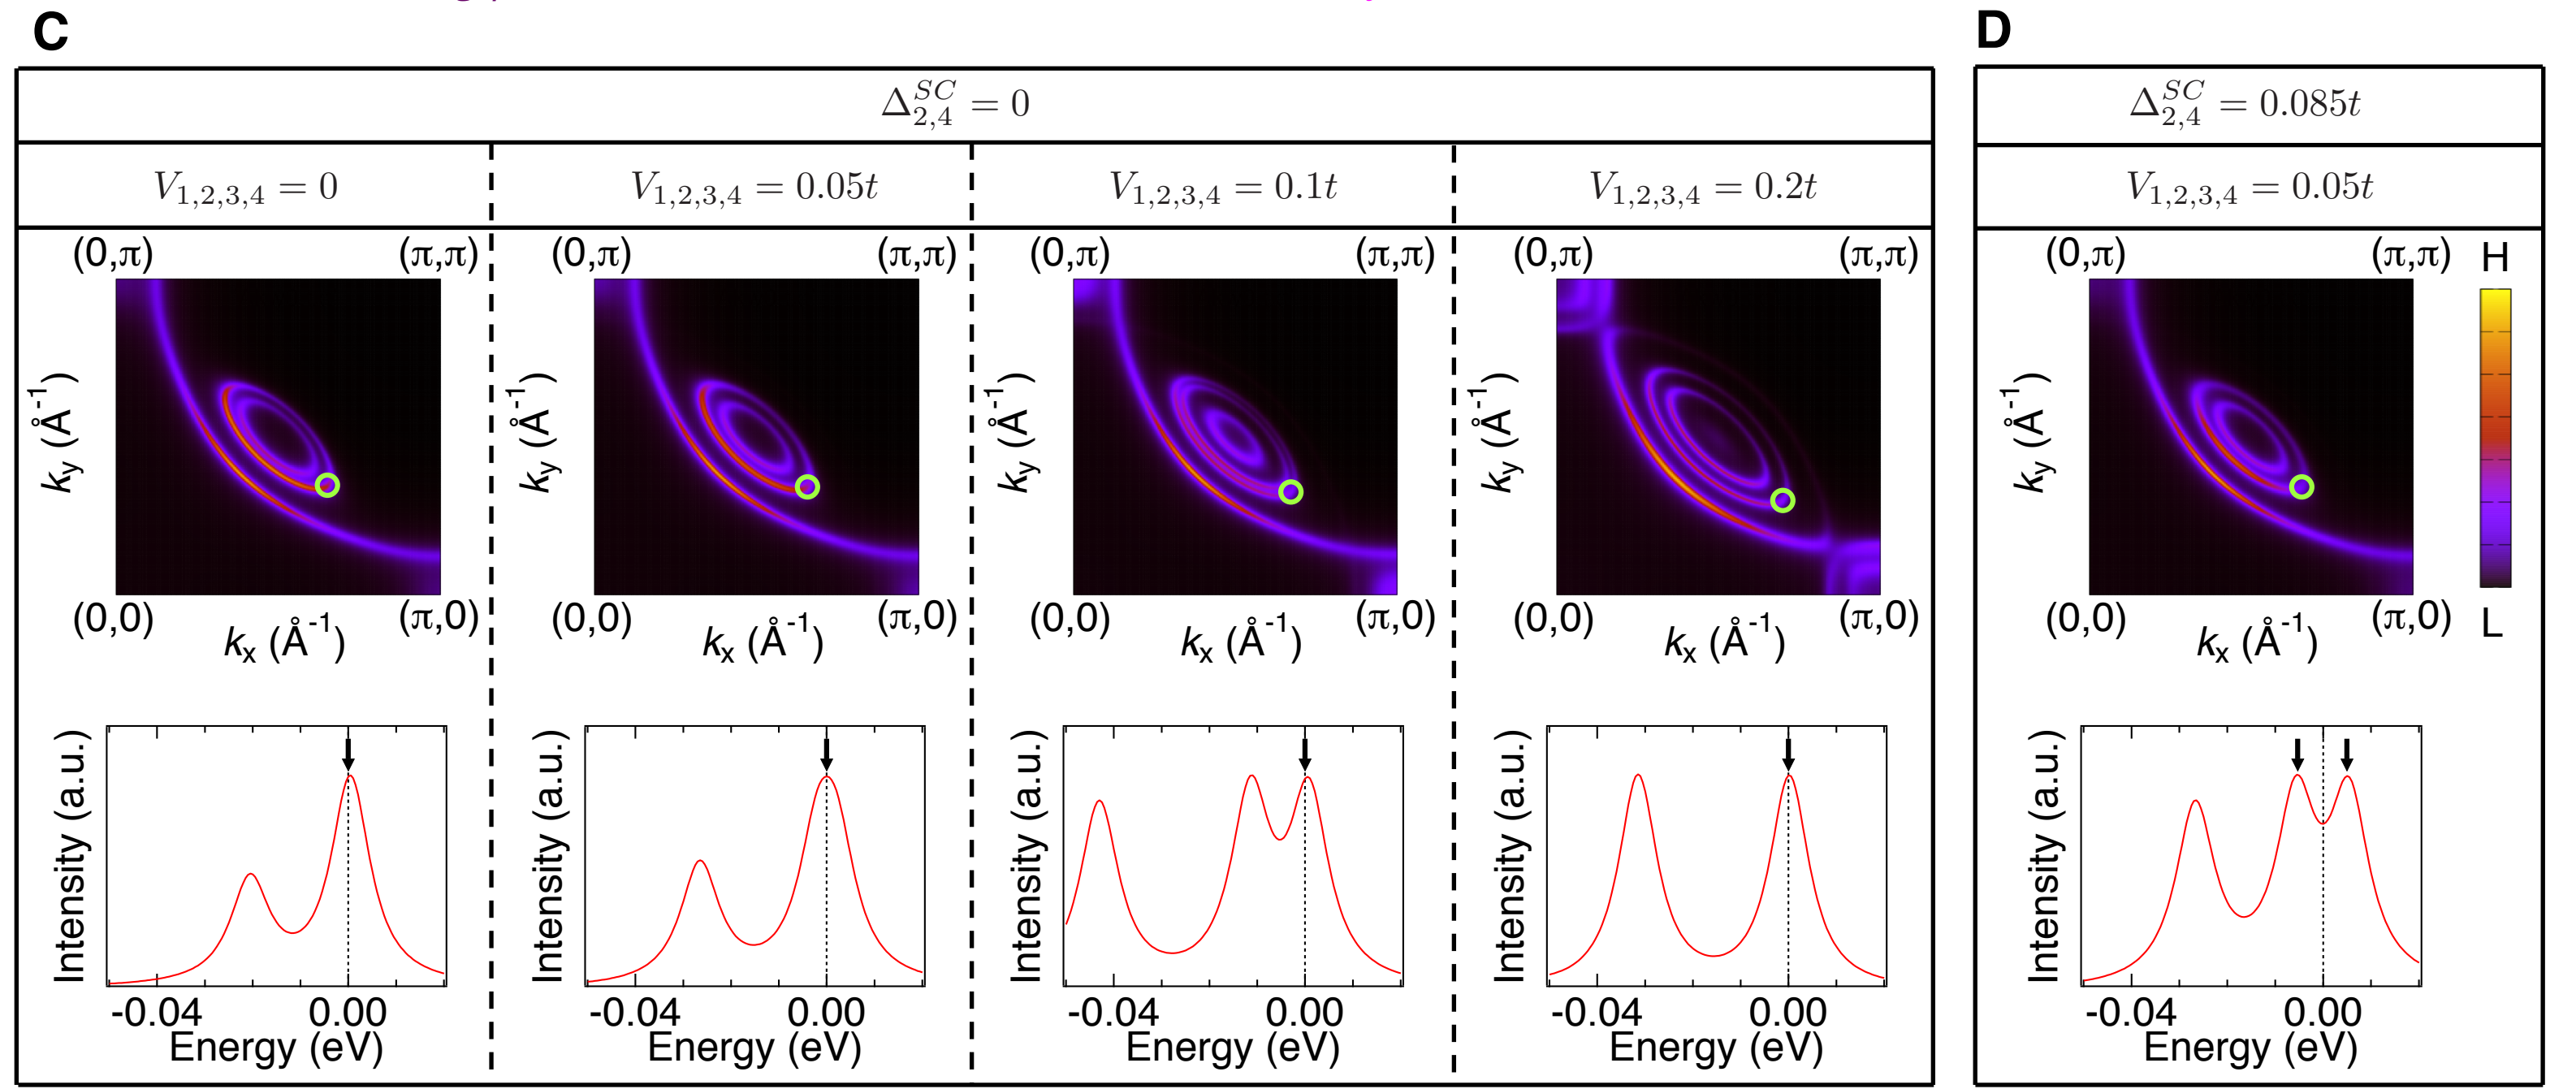 C
D
$\Delta_{2,4}^{SC} = 0$
$\Delta_{2,4}^{SC} = 0.085t$
$V_{1,2,3,4} = 0$
$V_{1,2,3,4} = 0.05t$
$V_{1,2,3,4} = 0.1t$
$V_{1,2,3,4} = 0.2t$
$V_{1,2,3,4} = 0.05t$
(0,π) (π,π) (0,π) (π,π) (0,π) (π,π) (0,π) (π,π) (0,π) (π,π) H
k_y (Å⁻¹) k_y (Å⁻¹) k_y (Å⁻¹) k_y (Å⁻¹) k_y (Å⁻¹)
(0,0) (π,0) (0,0) (π,0) (0,0) (π,0) (0,0) (π,0) (0,0) (π,0) L
k_x (Å⁻¹) k_x (Å⁻¹) k_x (Å⁻¹) k_x (Å⁻¹) k_x (Å⁻¹)
Intensity (a.u.) Intensity (a.u.) Intensity (a.u.) Intensity (a.u.) Intensity (a.u.)
-0.04 0.00 -0.04 0.00 -0.04 0.00 -0.04 0.00 -0.04 0.00
Energy (eV) Energy (eV) Energy (eV) Energy (eV) Energy (eV)